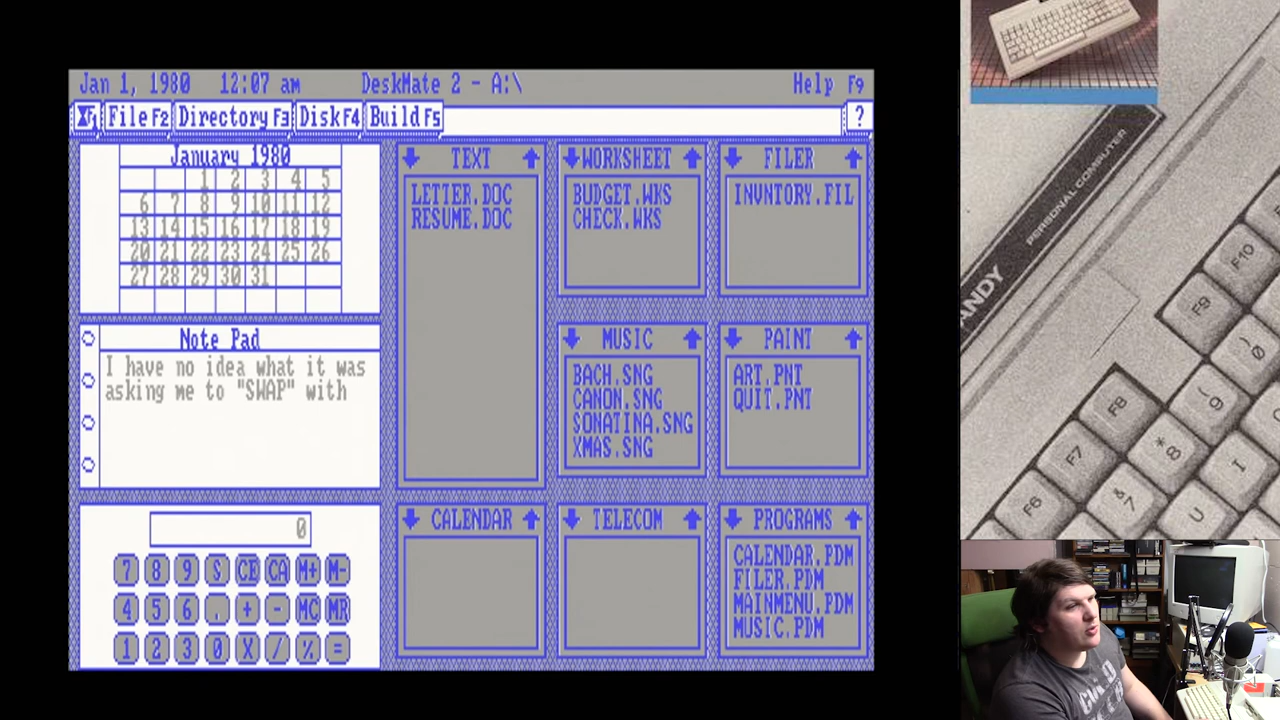 Jan 1, 1980 12:07 am DeskMate 2 - A:\ Help F9
File F2 Directory F3 Disk F4 Build F5 ?
January 1980
1 2 3 4 5
6 7 8 9 10 11 12
13 14 15 16 17 18 19
20 21 22 23 24 25 26
27 28 29 30 31
Note Pad
I have no idea what it was
asking me to "SWAP" with
0
7 8 9 S CE CA M+ M-
4 5 6 . + - MC MR
1 2 3 0 X / % =
TEXT
LETTER.DOC
RESUME.DOC
WORKSHEET
BUDGET.WKS
CHECK.WKS
FILER
INVNTORY.FIL
MUSIC
BACH.SNG
CANON.SNG
SONATINA.SNG
XMAS.SNG
PAINT
ART.PNT
QUIT.PNT
CALENDAR
TELECOM
PROGRAMS
CALENDAR.PDM
FILER.PDM
MAINMENU.PDM
MUSIC.PDM
ANDY
PERSONAL COMPUTER
F10
F9
F8
F7
F6
) 0
( 9
* 8
& 7
I
U